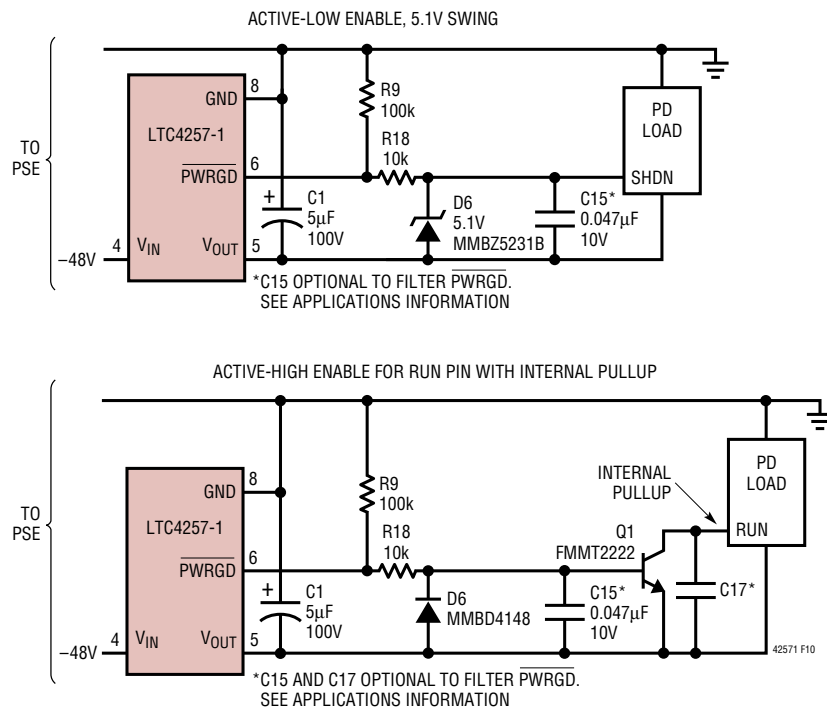 ACTIVE-LOW ENABLE, 5.1V SWING
TO
PSE
GND
8
LTC4257-1
PWRGD
6
–48V
4
VIN
VOUT
5
C1
5µF
100V
+
R9
100k
R18
10k
D6
5.1V
MMBZ5231B
C15*
0.047µF
10V
PD
LOAD
SHDN
*C15 OPTIONAL TO FILTER PWRGD.
SEE APPLICATIONS INFORMATION
ACTIVE-HIGH ENABLE FOR RUN PIN WITH INTERNAL PULLUP
TO
PSE
GND
8
LTC4257-1
PWRGD
6
–48V
4
VIN
VOUT
5
C1
5µF
100V
+
R9
100k
R18
10k
D6
MMBD4148
C15*
0.047µF
10V
Q1
FMMT2222
INTERNAL
PULLUP
C17*
PD
LOAD
RUN
42571 F10
*C15 AND C17 OPTIONAL TO FILTER PWRGD.
SEE APPLICATIONS INFORMATION